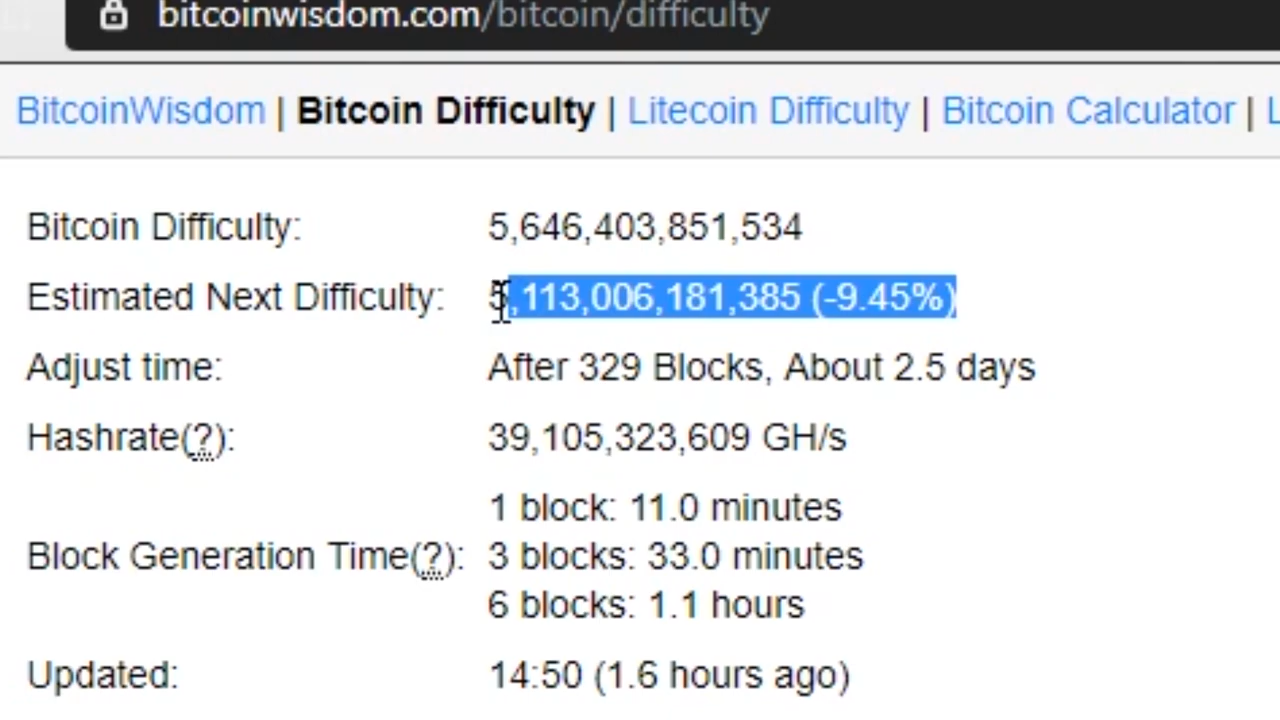 bitcoinwisdom.com/bitcoin/difficulty
BitcoinWisdom | Bitcoin Difficulty | Litecoin Difficulty | Bitcoin Calculator | L
Bitcoin Difficulty: 5,646,403,851,534
Estimated Next Difficulty: 5,113,006,181,385 (-9.45%)
Adjust time: After 329 Blocks, About 2.5 days
Hashrate(?): 39,105,323,609 GH/s
1 block: 11.0 minutes
Block Generation Time(?): 3 blocks: 33.0 minutes
6 blocks: 1.1 hours
Updated: 14:50 (1.6 hours ago)